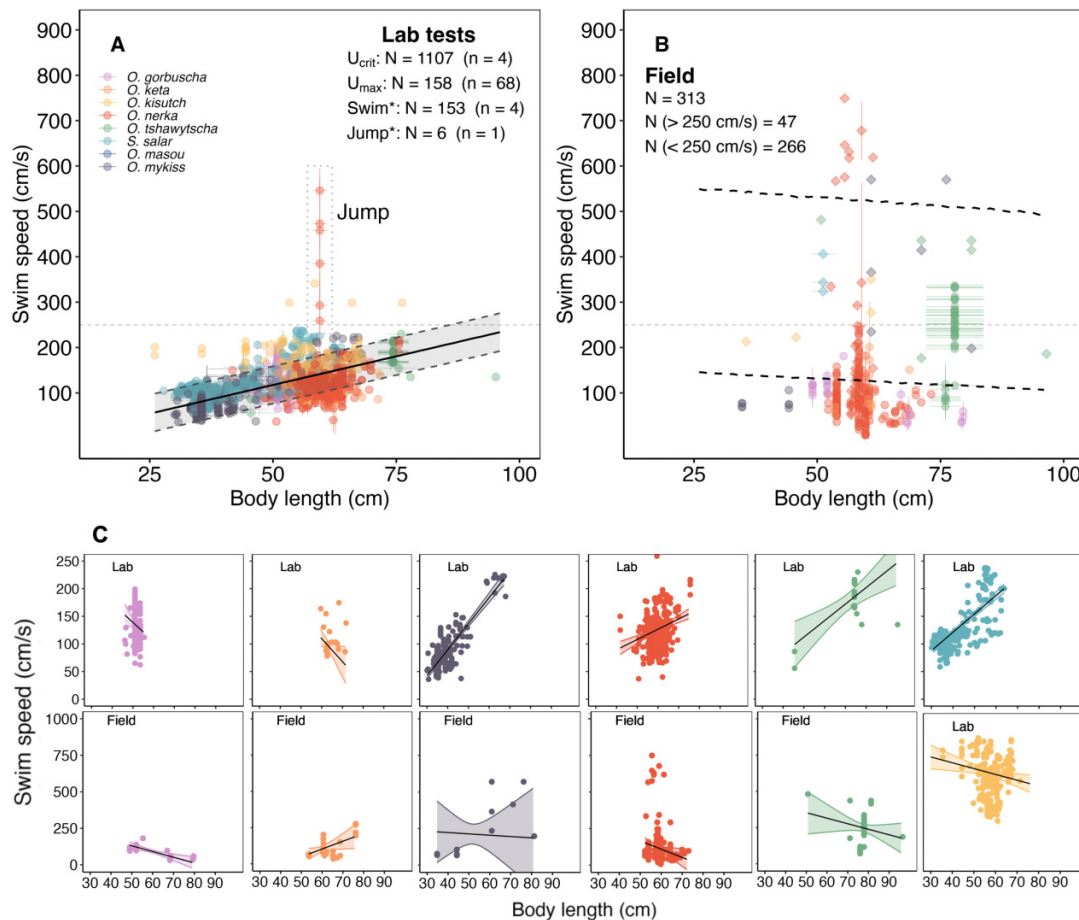 A
Lab tests
U_crit: N = 1107 (n = 4)
U_max: N = 158 (n = 68)
Swim*: N = 153 (n = 4)
Jump*: N = 6 (n = 1)
O. gorbuscha
O. keta
O. kisutch
O. nerka
O. tshawytscha
S. salar
O. masou
O. mykiss
Jump
Swim speed (cm/s)
900
800
700
600
500
400
300
200
100
25
50
75
100
Body length (cm)
B
Field
N = 313
N (> 250 cm/s) = 47
N (< 250 cm/s) = 266
Swim speed (cm/s)
900
800
700
600
500
400
300
200
100
25
50
75
100
Body length (cm)
C
Swim speed (cm/s)
250
200
150
100
50
0
Lab
Lab
Lab
Lab
Lab
Lab
1000
750
500
250
0
Field
Field
Field
Field
Field
Lab
30 40 50 60 70 80 90
30 40 50 60 70 80 90
30 40 50 60 70 80 90
30 40 50 60 70 80 90
30 40 50 60 70 80 90
30 40 50 60 70 80 90
Body length (cm)